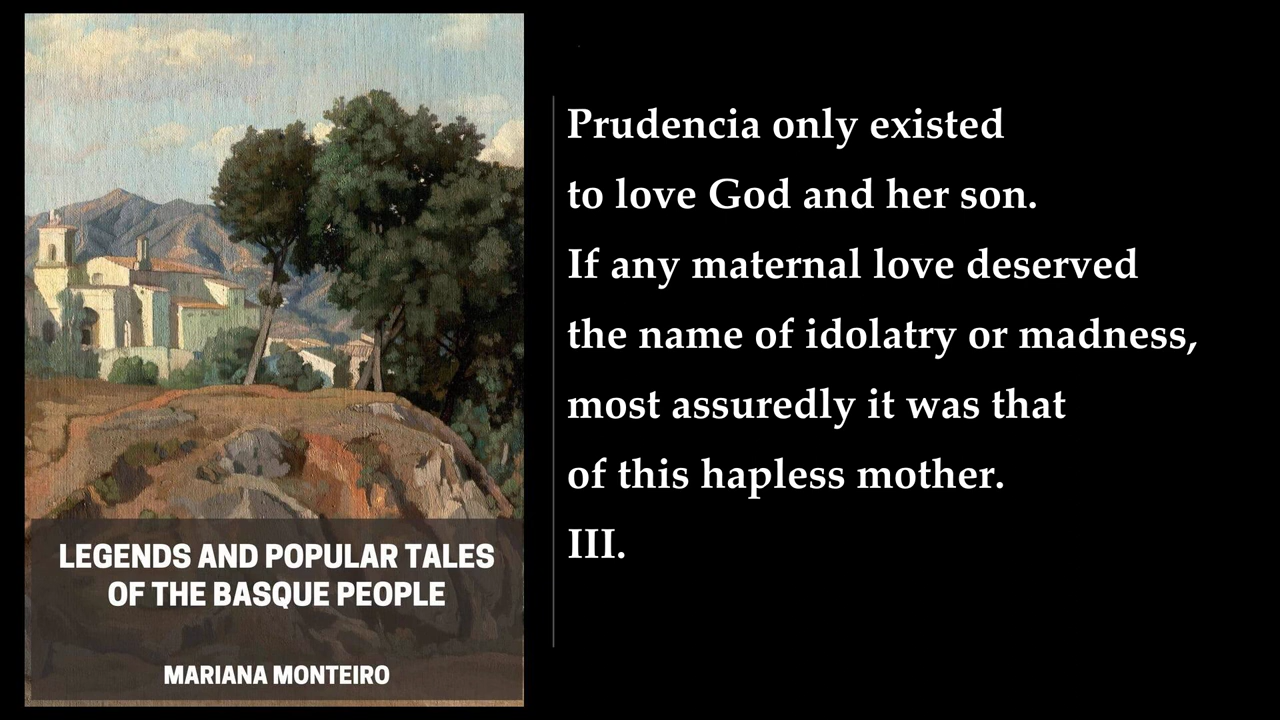 LEGENDS AND POPULAR TALES
OF THE BASQUE PEOPLE
MARIANA MONTEIRO
Prudencia only existed
to love God and her son.
If any maternal love deserved
the name of idolatry or madness,
most assuredly it was that
of this hapless mother.
III.